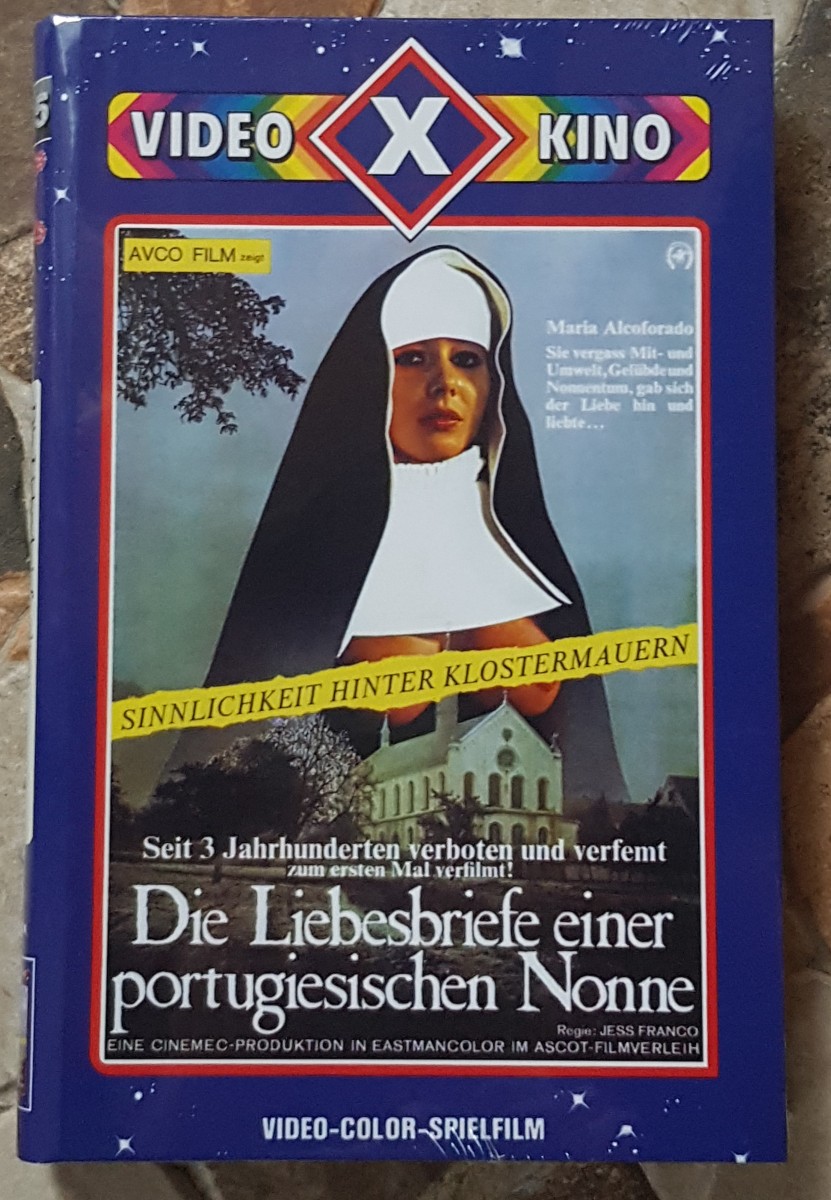 VIDEO X KINO
AVCO FILM zeigt
Maria Alcoforado
Sie vergass Mit- und
Umwelt, Gelübde und
Nonnentum, gab sich
der Liebe hin und
liebte...
SINNLICHKEIT HINTER KLOSTERMAUERN
Seit 3 Jahrhunderten verboten und verfemt
zum ersten Mal verfilmt!
Die Liebesbriefe einer
portugiesischen Nonne
Regie: JESS FRANCO
EINE CINEMEC-PRODUKTION IN EASTMANCOLOR IM ASCOT-FILMVERLEIH
VIDEO-COLOR-SPIELFILM